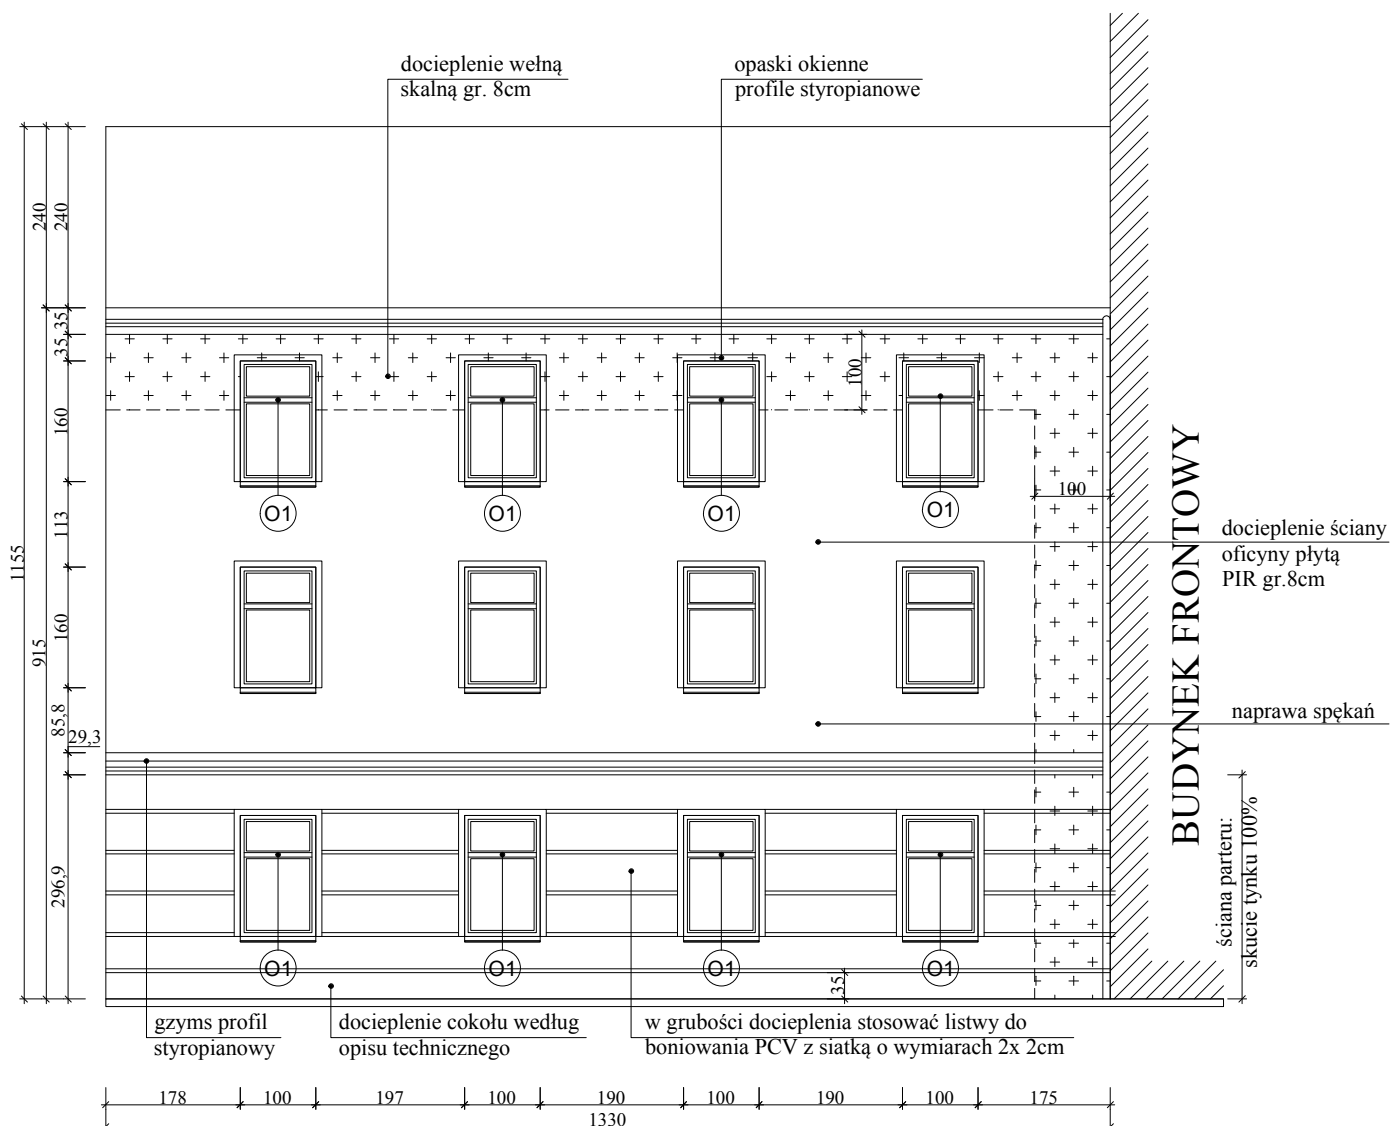 docieplenie wełną
skalną gr. 8cm
opaski okienne
profile styropianowe
240
240
35
35
160
113
160
85,8
29,3
296,9
915
1155
100
100
O1
O1
O1
O1
BUDYNEK FRONTOWY
docieplenie ściany
oficyny płytą
PIR gr.8cm
naprawa spękań
ściana parteru:
skucie tynku 100%
O1
O1
O1
O1
35
gzyms profil
styropianowy
docieplenie cokołu według
opisu technicznego
w grubości docieplenia stosować listwy do
boniowania PCV z siatką o wymiarach 2x 2cm
178 100 197 100 190 100 190 100 175
1330